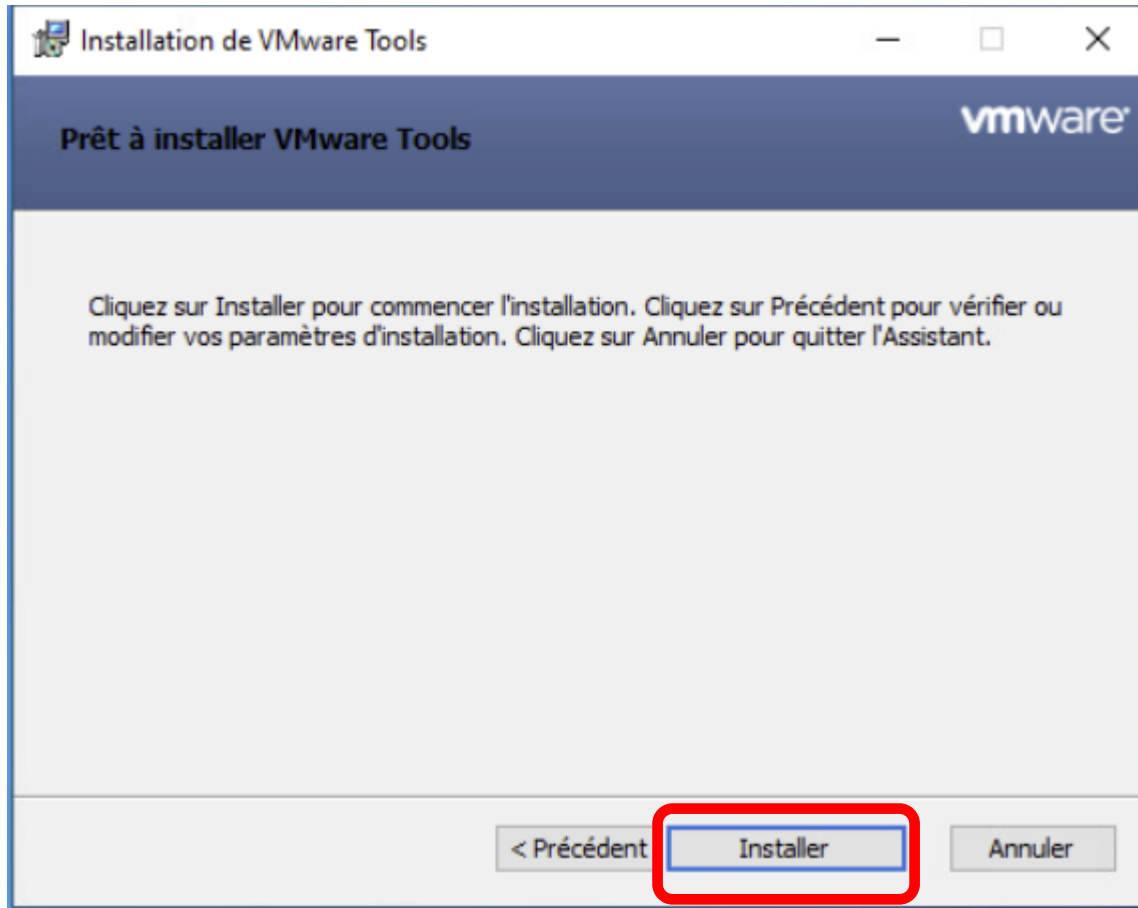 Installation de VMware Tools
Prêt à installer VMware Tools
vmware
Cliquez sur Installer pour commencer l'installation. Cliquez sur Précédent pour vérifier ou
modifier vos paramètres d'installation. Cliquez sur Annuler pour quitter l'Assistant.
< Précédent
Installer
Annuler